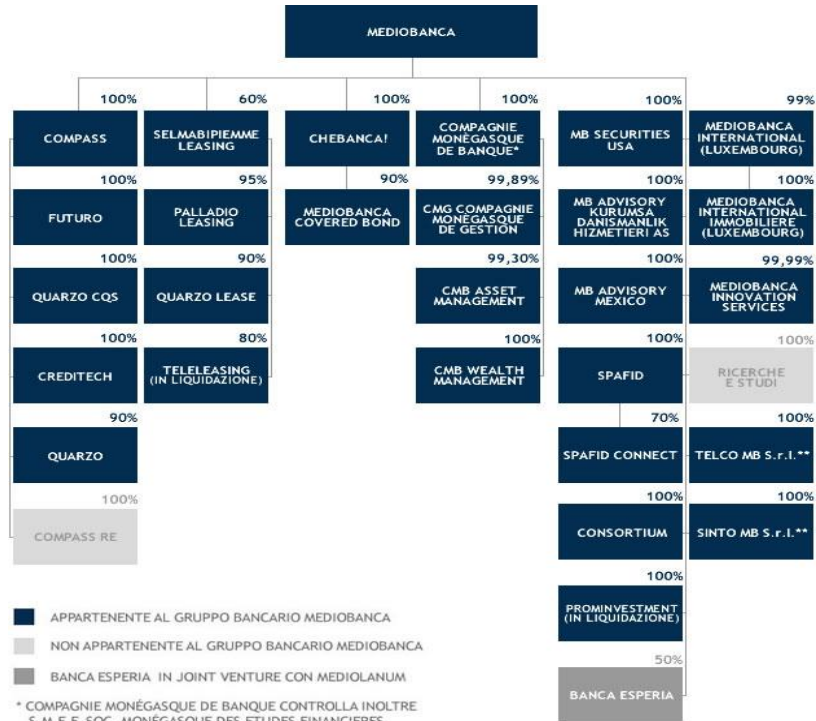 MEDIOBANCA
100%
COMPASS
100%
FUTURO
100%
QUARZO CQS
100%
CREDITECH
90%
QUARZO
100%
COMPASS RE
60%
SELMABIPIEMME
LEASING
95%
PALLADIO
LEASING
90%
QUARZO LEASE
80%
TELELEASING
(IN LIQUIDAZIONE)
100%
CHEBANCA!
90%
MEDIOBANCA
COVERED BOND
100%
COMPAGNIE
MONÉGASQUE
DE BANQUE*
99,89%
CMG COMPAGNIE
MONÉGASQUE
DE GESTIÓN
99,30%
CMB ASSET
MANAGEMENT
100%
CMB WEALTH
MANAGEMENT
100%
MB SECURITIES
USA
100%
MB ADVISORY
KURUMSA
DANISMANLIK
HIZMETIERI AS
100%
MB ADVISORY
MEXICO
100%
SPAFID
70%
SPAFID CONNECT
100%
CONSORTIUM
100%
PROMINVESTMENT
(IN LIQUIDAZIONE)
50%
BANCA ESPERIA
99%
MEDIOBANCA
INTERNATIONAL
(LUXEMBOURG)
100%
MEDIOBANCA
INTERNATIONAL
IMMOBILIERE
(LUXEMBOURG)
99,99%
MEDIOBANCA
INNOVATION
SERVICES
100%
RICERCHE
E STUDI
100%
TELCO MB S.r.l.**
100%
SINTO MB S.r.l.**
APPARTENENTE AL GRUPPO BANCARIO MEDIOBANCA
NON APPARTENENTE AL GRUPPO BANCARIO MEDIOBANCA
BANCA ESPERIA IN JOINT VENTURE CON MEDIOLANUM
* COMPAGNIE MONÉGASQUE DE BANQUE CONTROLLA INOLTRE
S.M.E.F. SOC. MONÉGASQUE DES ETUDES FINANCIERES